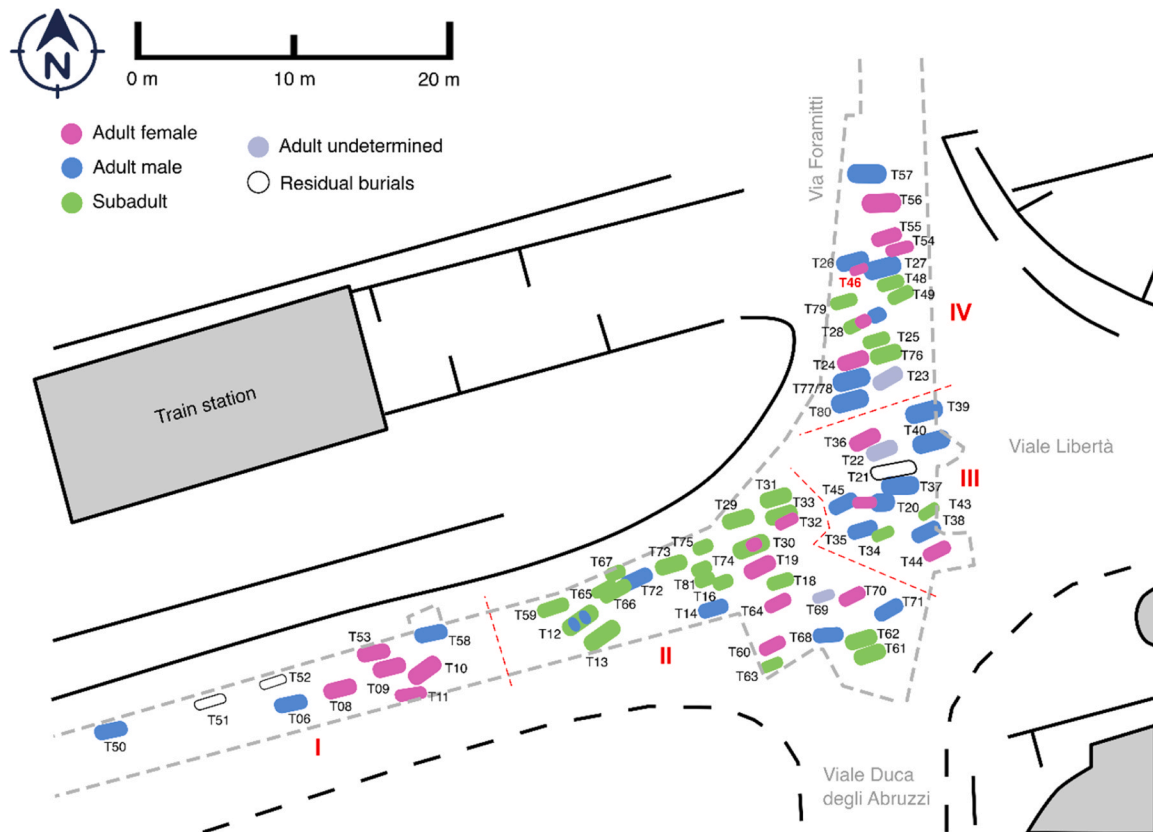 N
0 m 10 m 20 m
Adult female
Adult male
Subadult
Adult undetermined
Residual burials
Via Foramitti
Train station
Viale Libertà
Viale Duca
degli Abruzzi
I
II
III
IV
T57
T56
T55
T54
T26
T27
T46
T48
T49
T79
T28
T25
T76
T24
T23
T77/78
T80
T39
T40
T36
T22
T21
T37
T45
T20
T43
T38
T35
T34
T44
T31
T33
T29
T32
T75
T30
T73
T74
T19
T67
T72
T81
T18
T65
T66
T16
T59
T14
T64
T69
T70
T71
T12
T13
T68
T62
T60
T61
T63
T58
T53
T10
T09
T52
T11
T08
T51
T06
T50